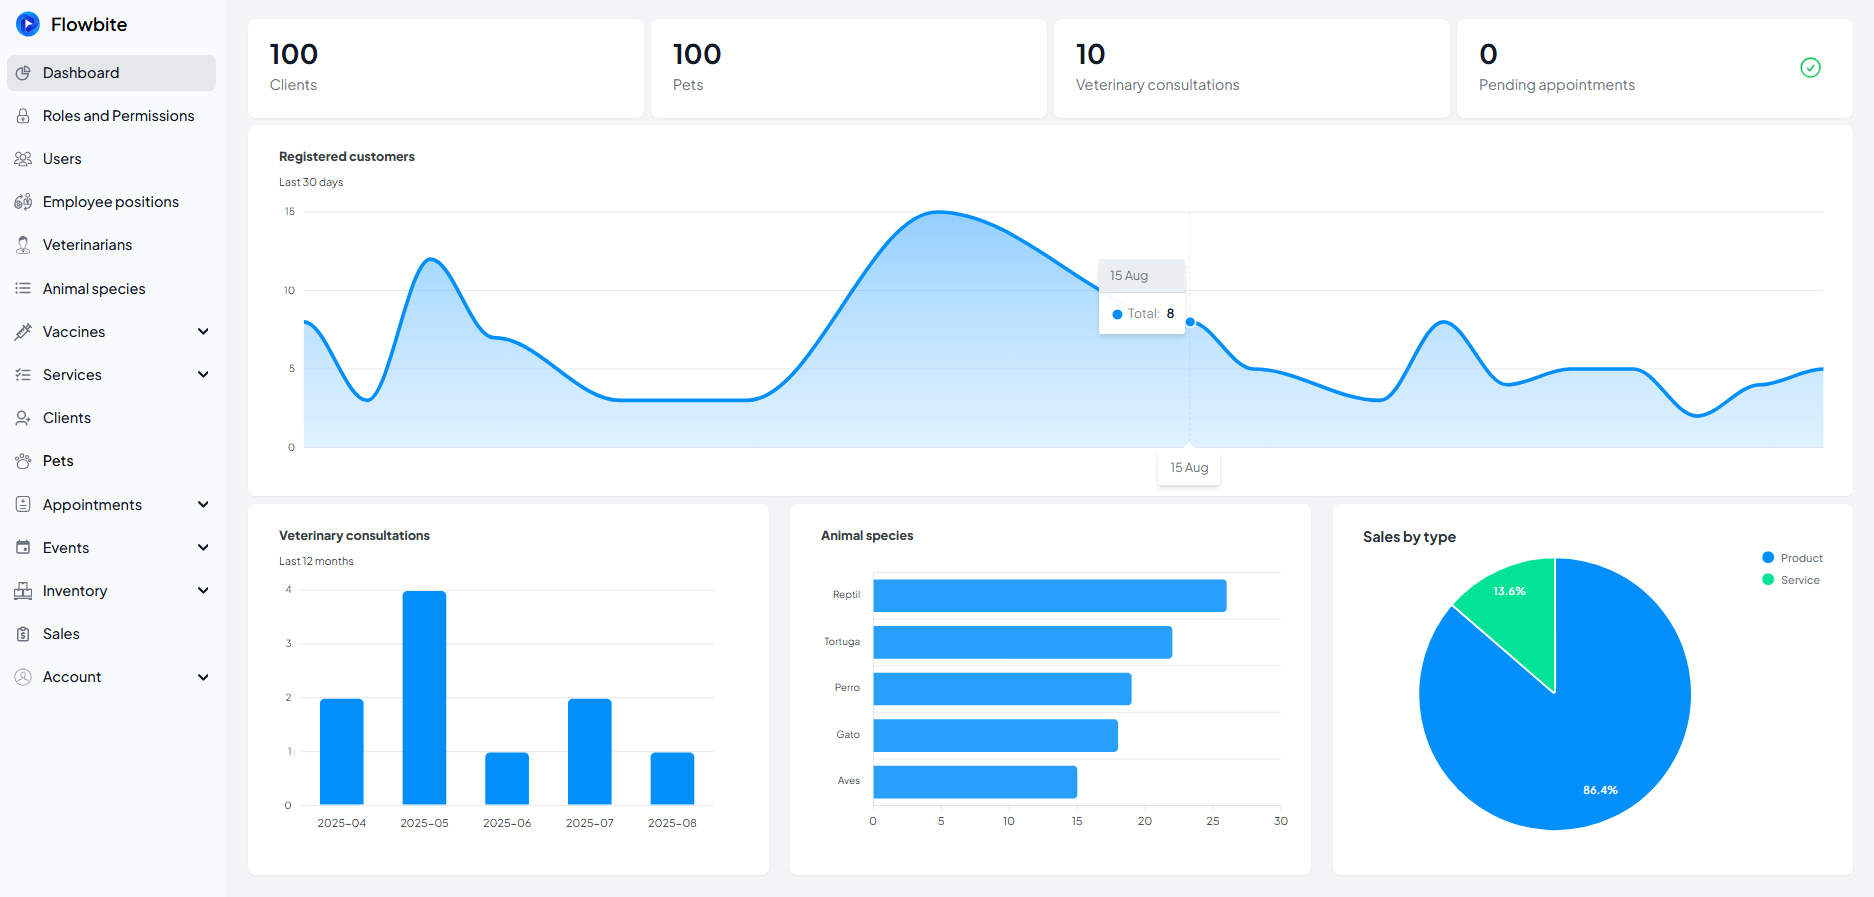 Flowbite
Dashboard
Roles and Permissions
Users
Employee positions
Veterinarians
Animal species
Vaccines
Services
Clients
Pets
Appointments
Events
Inventory
Sales
Account
100
Clients
100
Pets
10
Veterinary consultations
0
Pending appointments
Registered customers
Last 30 days
15
10
5
0
15 Aug
Total: 8
15 Aug
Veterinary consultations
Last 12 months
4
3
2
1
0
2025-04 2025-05 2025-06 2025-07 2025-08
Animal species
Reptil
Tortuga
Perro
Gato
Aves
0 5 10 15 20 25 30
Sales by type
Product
Service
13.6%
86.4%